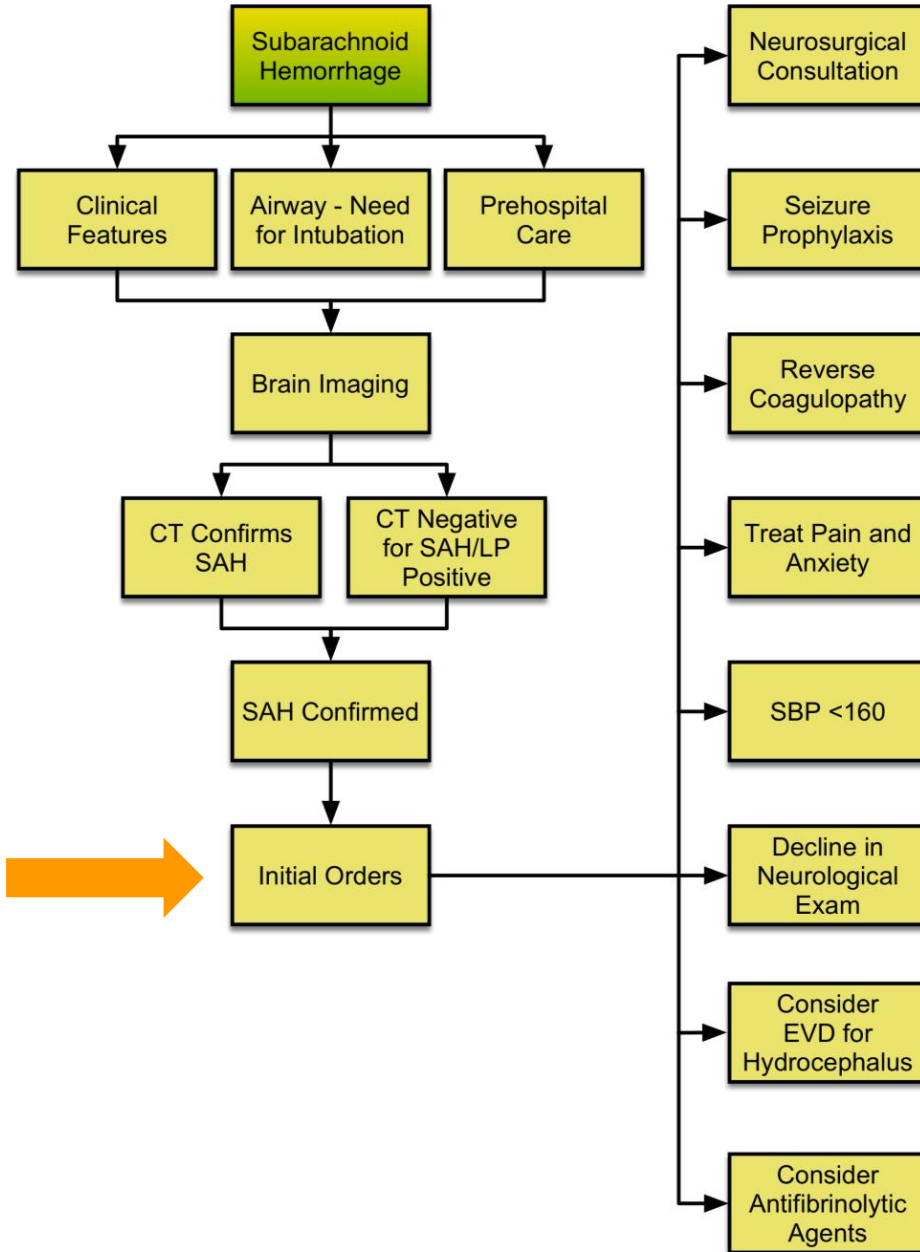 Subarachnoid
Hemorrhage
Clinical
Features
Airway - Need
for Intubation
Prehospital
Care
Brain Imaging
CT Confirms
SAH
CT Negative
for SAH/LP
Positive
SAH Confirmed
Initial Orders
Neurosurgical
Consultation
Seizure
Prophylaxis
Reverse
Coagulopathy
Treat Pain and
Anxiety
SBP <160
Decline in
Neurological
Exam
Consider
EVD for
Hydrocephalus
Consider
Antifibrinolytic
Agents